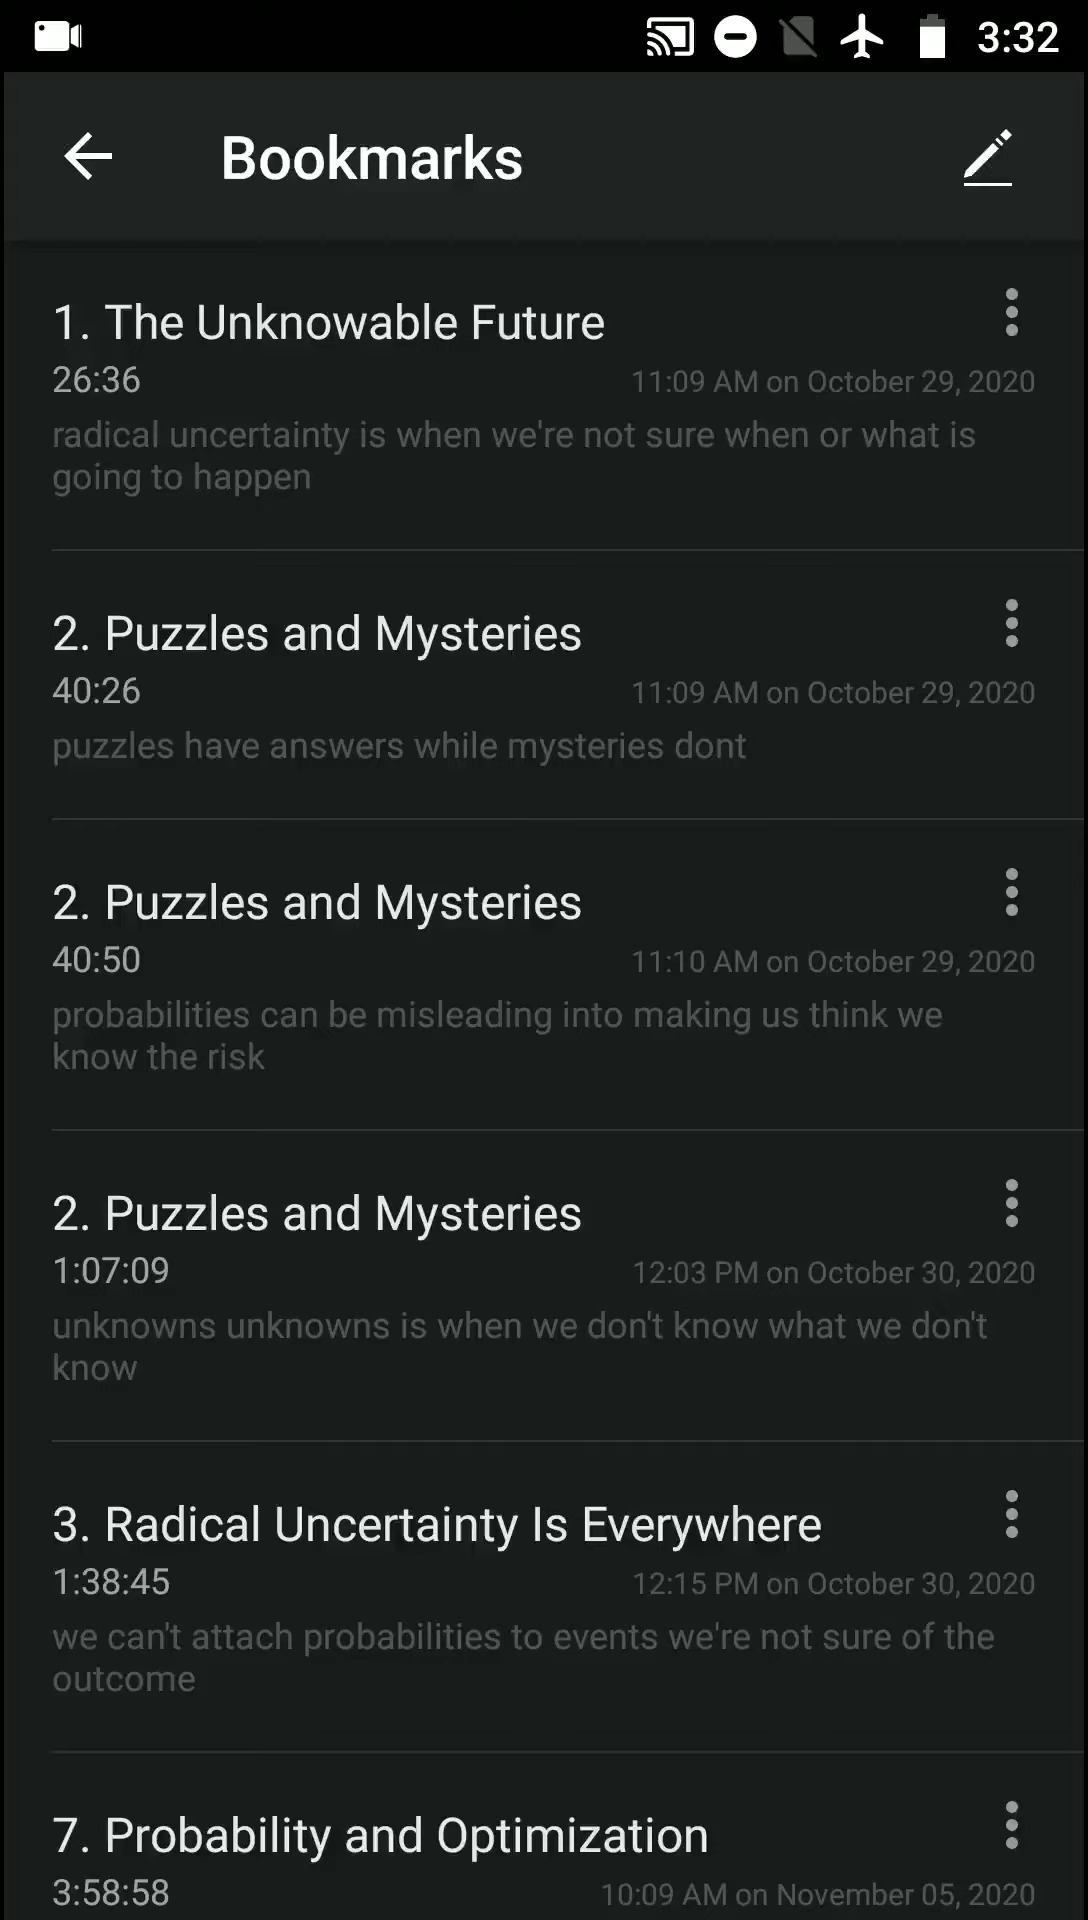 3:32
Bookmarks
1. The Unknowable Future
26:36 11:09 AM on October 29, 2020
radical uncertainty is when we're not sure when or what is
going to happen
2. Puzzles and Mysteries
40:26 11:09 AM on October 29, 2020
puzzles have answers while mysteries dont
2. Puzzles and Mysteries
40:50 11:10 AM on October 29, 2020
probabilities can be misleading into making us think we
know the risk
2. Puzzles and Mysteries
1:07:09 12:03 PM on October 30, 2020
unknowns unknowns is when we don't know what we don't
know
3. Radical Uncertainty Is Everywhere
1:38:45 12:15 PM on October 30, 2020
we can't attach probabilities to events we're not sure of the
outcome
7. Probability and Optimization
3:58:58 10:09 AM on November 05, 2020